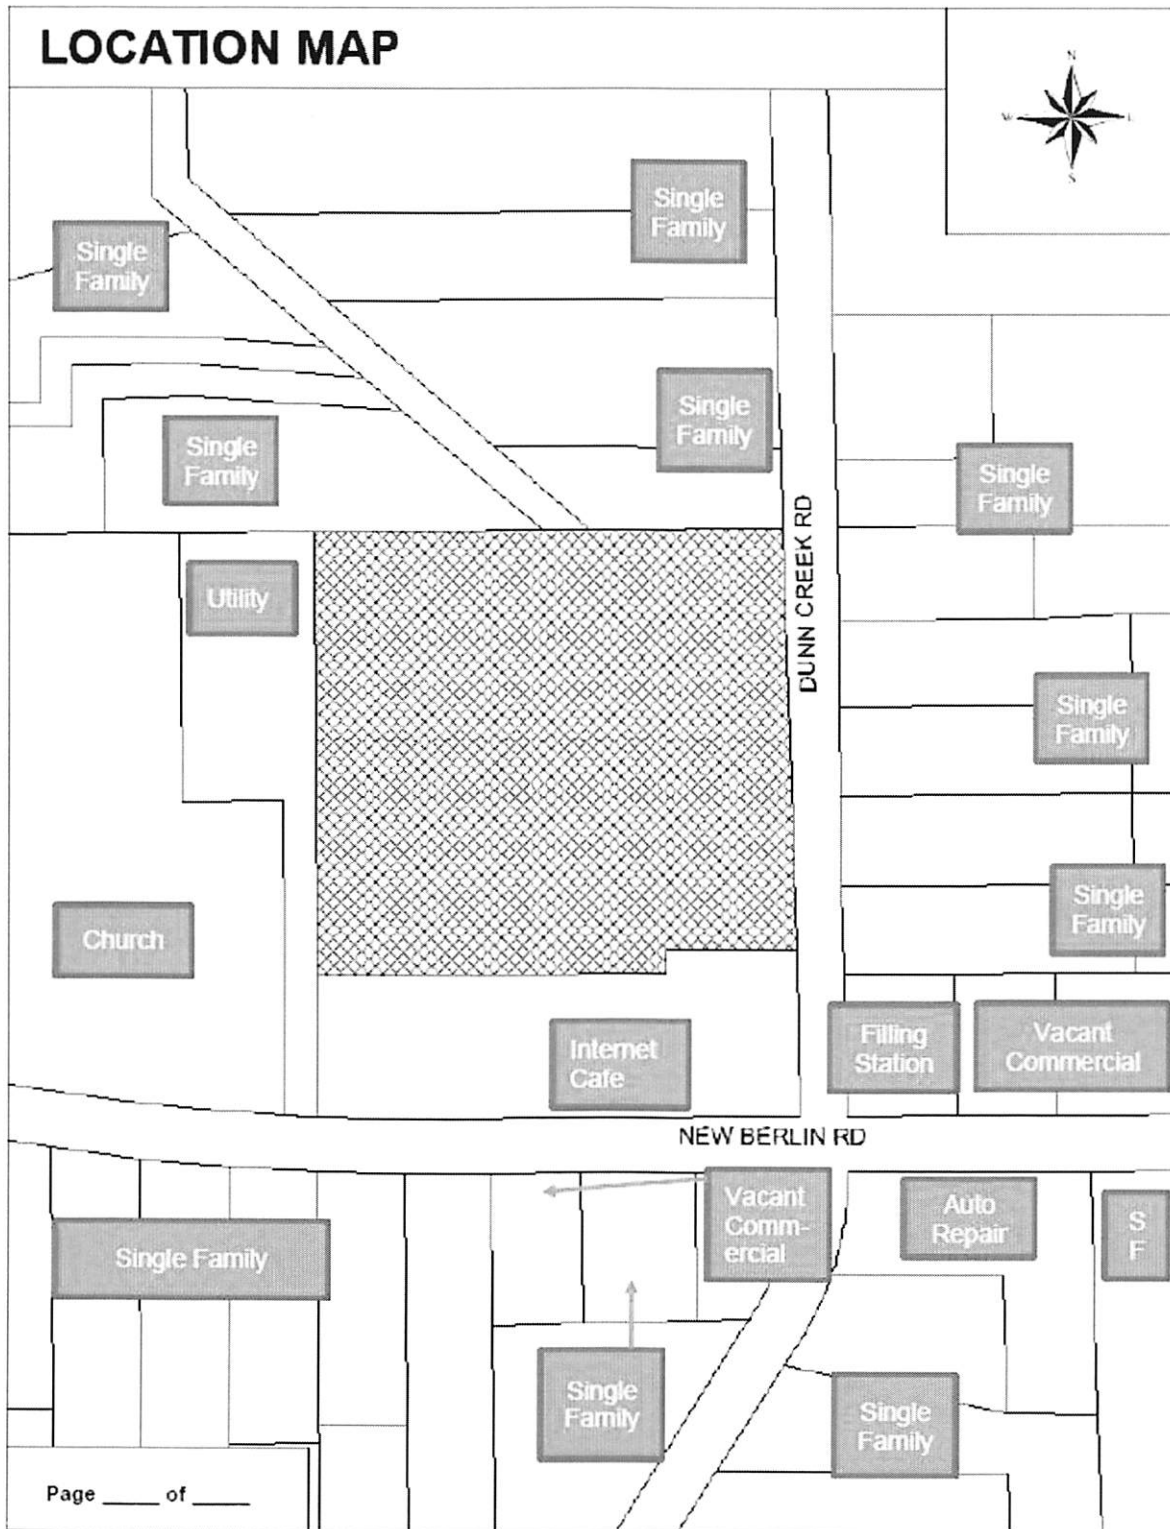 LOCATION MAP
N
W
E
S
Single
Family
Single
Family
Single
Family
Single
Family
Single
Family
Utility
DUNN CREEK RD
Single
Family
Single
Family
Church
Internet
Cafe
Filling
Station
Vacant
Commercial
NEW BERLIN RD
Vacant
Comm-
ercial
Auto
Repair
S
F
Single Family
Single
Family
Single
Family
Page _____ of _____